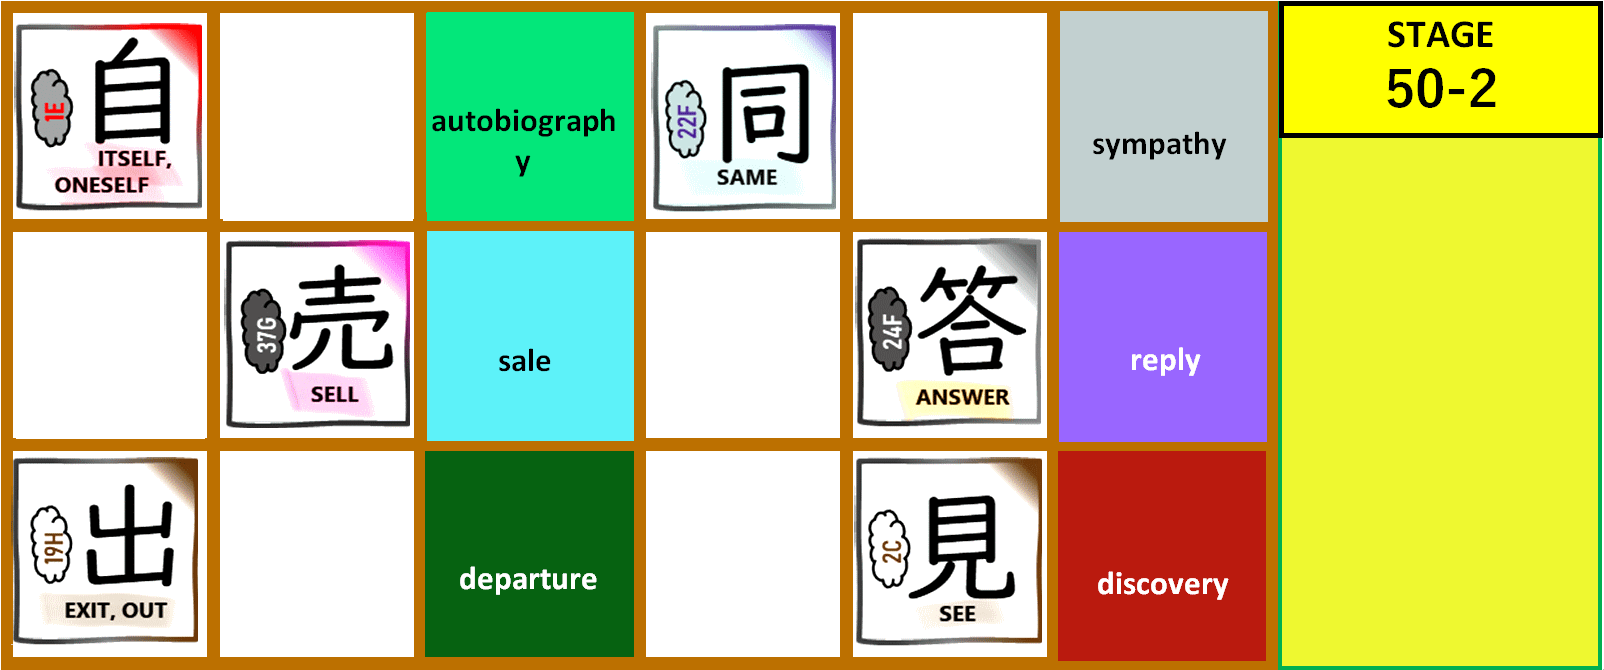 自
1E
ITSELF,
ONESELF
autobiograph
y
同
22F
SAME
sympathy
STAGE
50-2
売
37G
SELL
sale
答
24F
ANSWER
reply
出
19H
EXIT, OUT
departure
見
2C
SEE
discovery